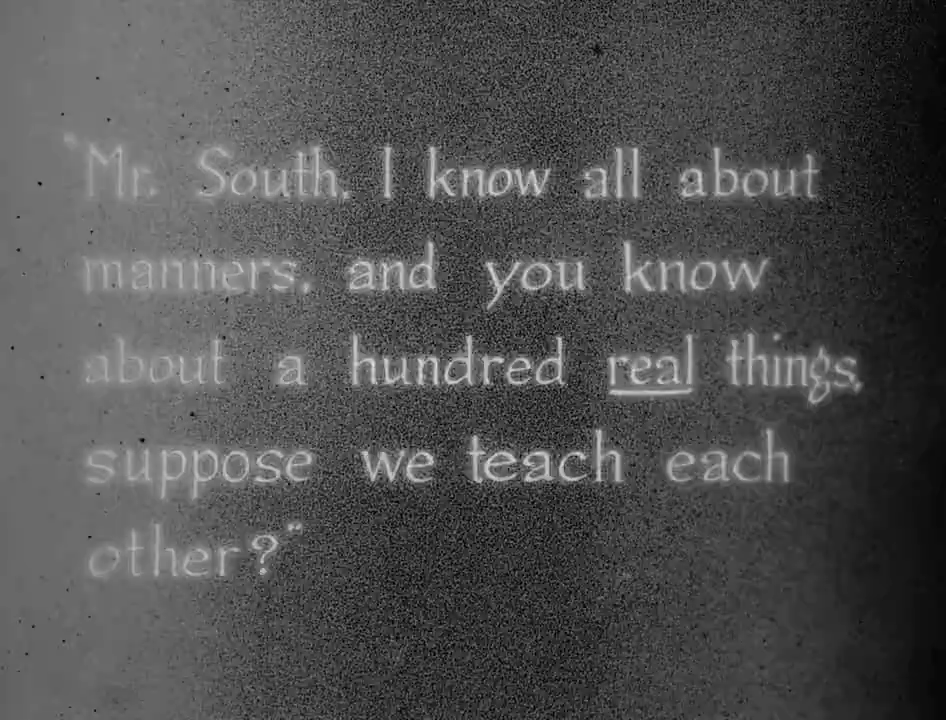 "Mr. South, I know all about
manners, and you know
about a hundred real things,
suppose we teach each
other?"